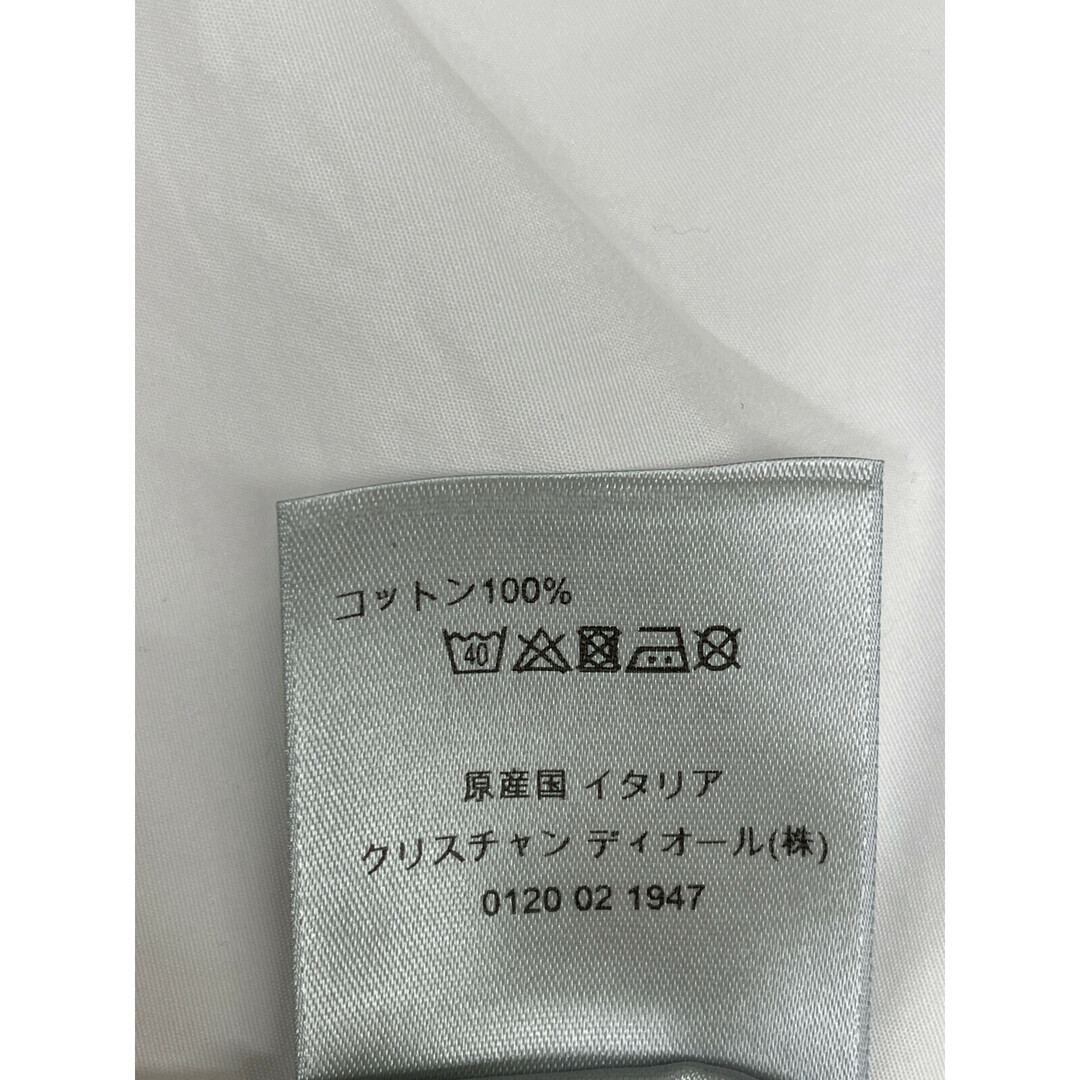 コットン100%
40
原産国 イタリア
クリスチャン ディオール(株)
0120 02 1947